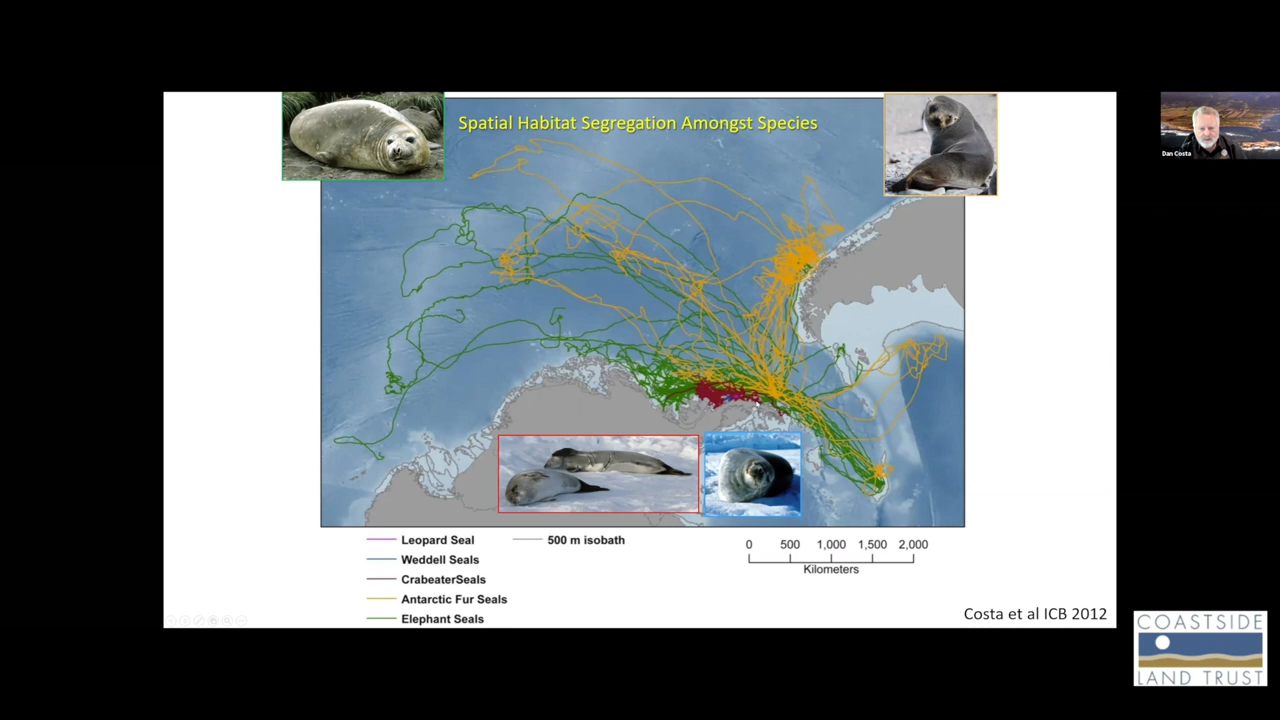 Spatial Habitat Segregation Amongst Species
Dan Costa
Leopard Seal
500 m isobath
Weddell Seals
CrabeaterSeals
Antarctic Fur Seals
Elephant Seals
0 500 1,000 1,500 2,000
Kilometers
Costa et al ICB 2012
COASTSIDE
LAND TRUST